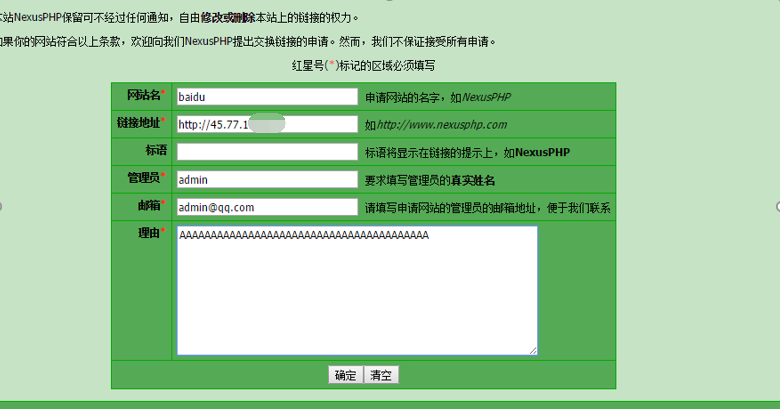 本站NexusPHP保留可不经过任何通知，自由修改或删除本站上的链接的权力。
如果你的网站符合以上条款，欢迎向我们NexusPHP提出交换链接的申请。然而，我们不保证接受所有申请。
红星号(*)标记的区域必须填写
网站名* baidu 申请网站的名字，如NexusPHP
链接地址* http://45.77.1 如http://www.nexusphp.com
标语 标语将显示在链接的提示上，如NexusPHP
管理员* admin 要求填写管理员的真实姓名
邮箱* admin@qq.com 请填写申请网站的管理员的邮箱地址，便于我们联系
理由* AAAAAAAAAAAAAAAAAAAAAAAAAAAAAAAAAAAAAAAA
确定 清空